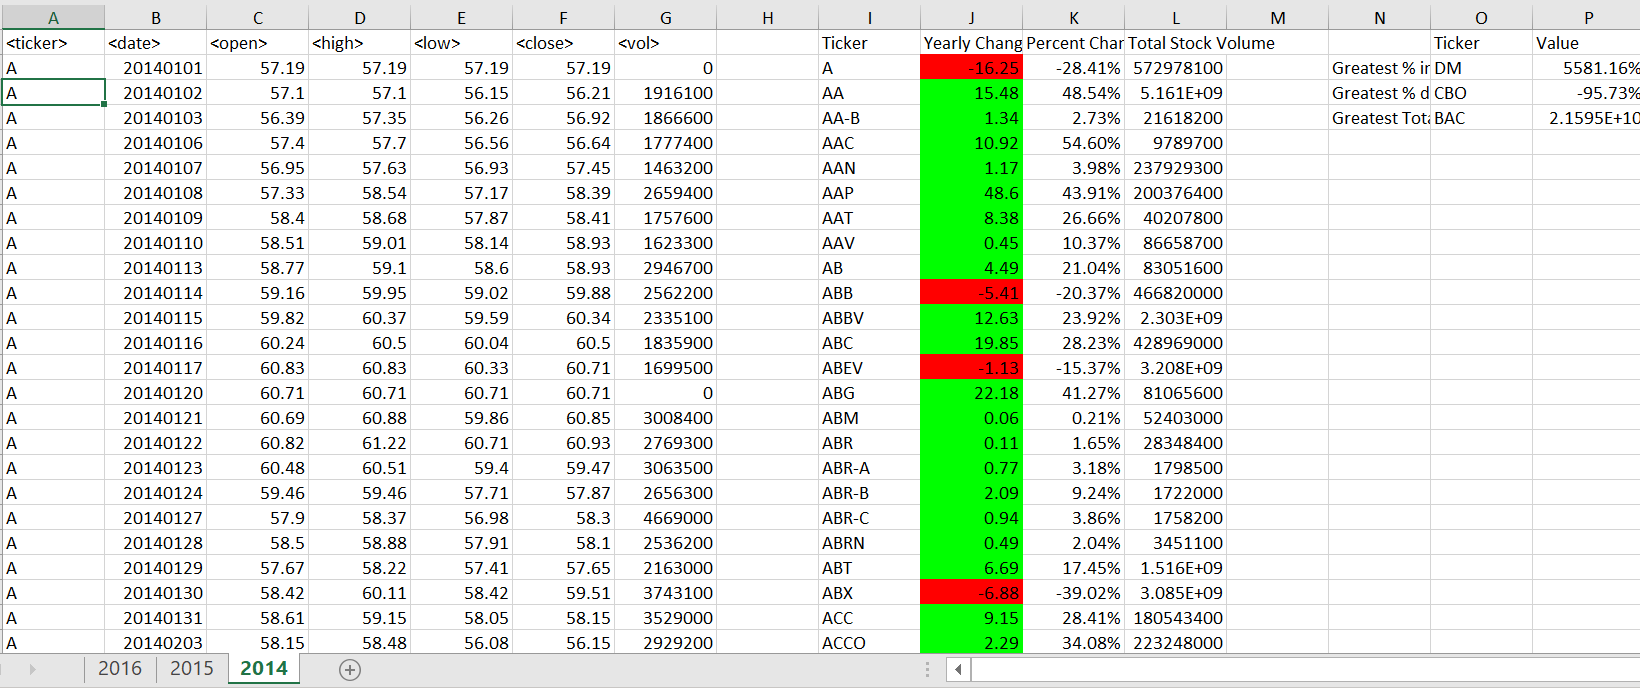 A B C D E F G H I J K L M N O P
<ticker> <date> <open> <high> <low> <close> <vol> Ticker Yearly Chang Percent Char Total Stock Volume Ticker Value
A 20140101 57.19 57.19 57.19 57.19 0 A -16.25 -28.41% 572978100 Greatest % ir DM 5581.16%
A 20140102 57.1 57.1 56.15 56.21 1916100 AA 15.48 48.54% 5.161E+09 Greatest % d CBO -95.73%
A 20140103 56.39 57.35 56.26 56.92 1866600 AA-B 1.34 2.73% 21618200 Greatest Tota BAC 2.1595E+10
A 20140106 57.4 57.7 56.56 56.64 1777400 AAC 10.92 54.60% 9789700
A 20140107 56.95 57.63 56.93 57.45 1463200 AAN 1.17 3.98% 237929300
A 20140108 57.33 58.54 57.17 58.39 2659400 AAP 48.6 43.91% 200376400
A 20140109 58.4 58.68 57.87 58.41 1757600 AAT 8.38 26.66% 40207800
A 20140110 58.51 59.01 58.14 58.93 1623300 AAV 0.45 10.37% 86658700
A 20140113 58.77 59.1 58.6 58.93 2946700 AB 4.49 21.04% 83051600
A 20140114 59.16 59.95 59.02 59.88 2562200 ABB -5.41 -20.37% 466820000
A 20140115 59.82 60.37 59.59 60.34 2335100 ABBV 12.63 23.92% 2.303E+09
A 20140116 60.24 60.5 60.04 60.5 1835900 ABC 19.85 28.23% 428969000
A 20140117 60.83 60.83 60.33 60.71 1699500 ABEV -1.13 -15.37% 3.208E+09
A 20140120 60.71 60.71 60.71 60.71 0 ABG 22.18 41.27% 81065600
A 20140121 60.69 60.88 59.86 60.85 3008400 ABM 0.06 0.21% 52403000
A 20140122 60.82 61.22 60.71 60.93 2769300 ABR 0.11 1.65% 28348400
A 20140123 60.48 60.51 59.4 59.47 3063500 ABR-A 0.77 3.18% 1798500
A 20140124 59.46 59.46 57.71 57.87 2656300 ABR-B 2.09 9.24% 1722000
A 20140127 57.9 58.37 56.98 58.3 4669000 ABR-C 0.94 3.86% 1758200
A 20140128 58.5 58.88 57.91 58.1 2536200 ABRN 0.49 2.04% 3451100
A 20140129 57.67 58.22 57.41 57.65 2163000 ABT 6.69 17.45% 1.516E+09
A 20140130 58.42 60.11 58.42 59.51 3743100 ABX -6.88 -39.02% 3.085E+09
A 20140131 58.61 59.15 58.05 58.15 3529000 ACC 9.15 28.41% 180543400
A 20140203 58.15 58.48 56.08 56.15 2929200 ACCO 2.29 34.08% 223248000
2016 2015 2014